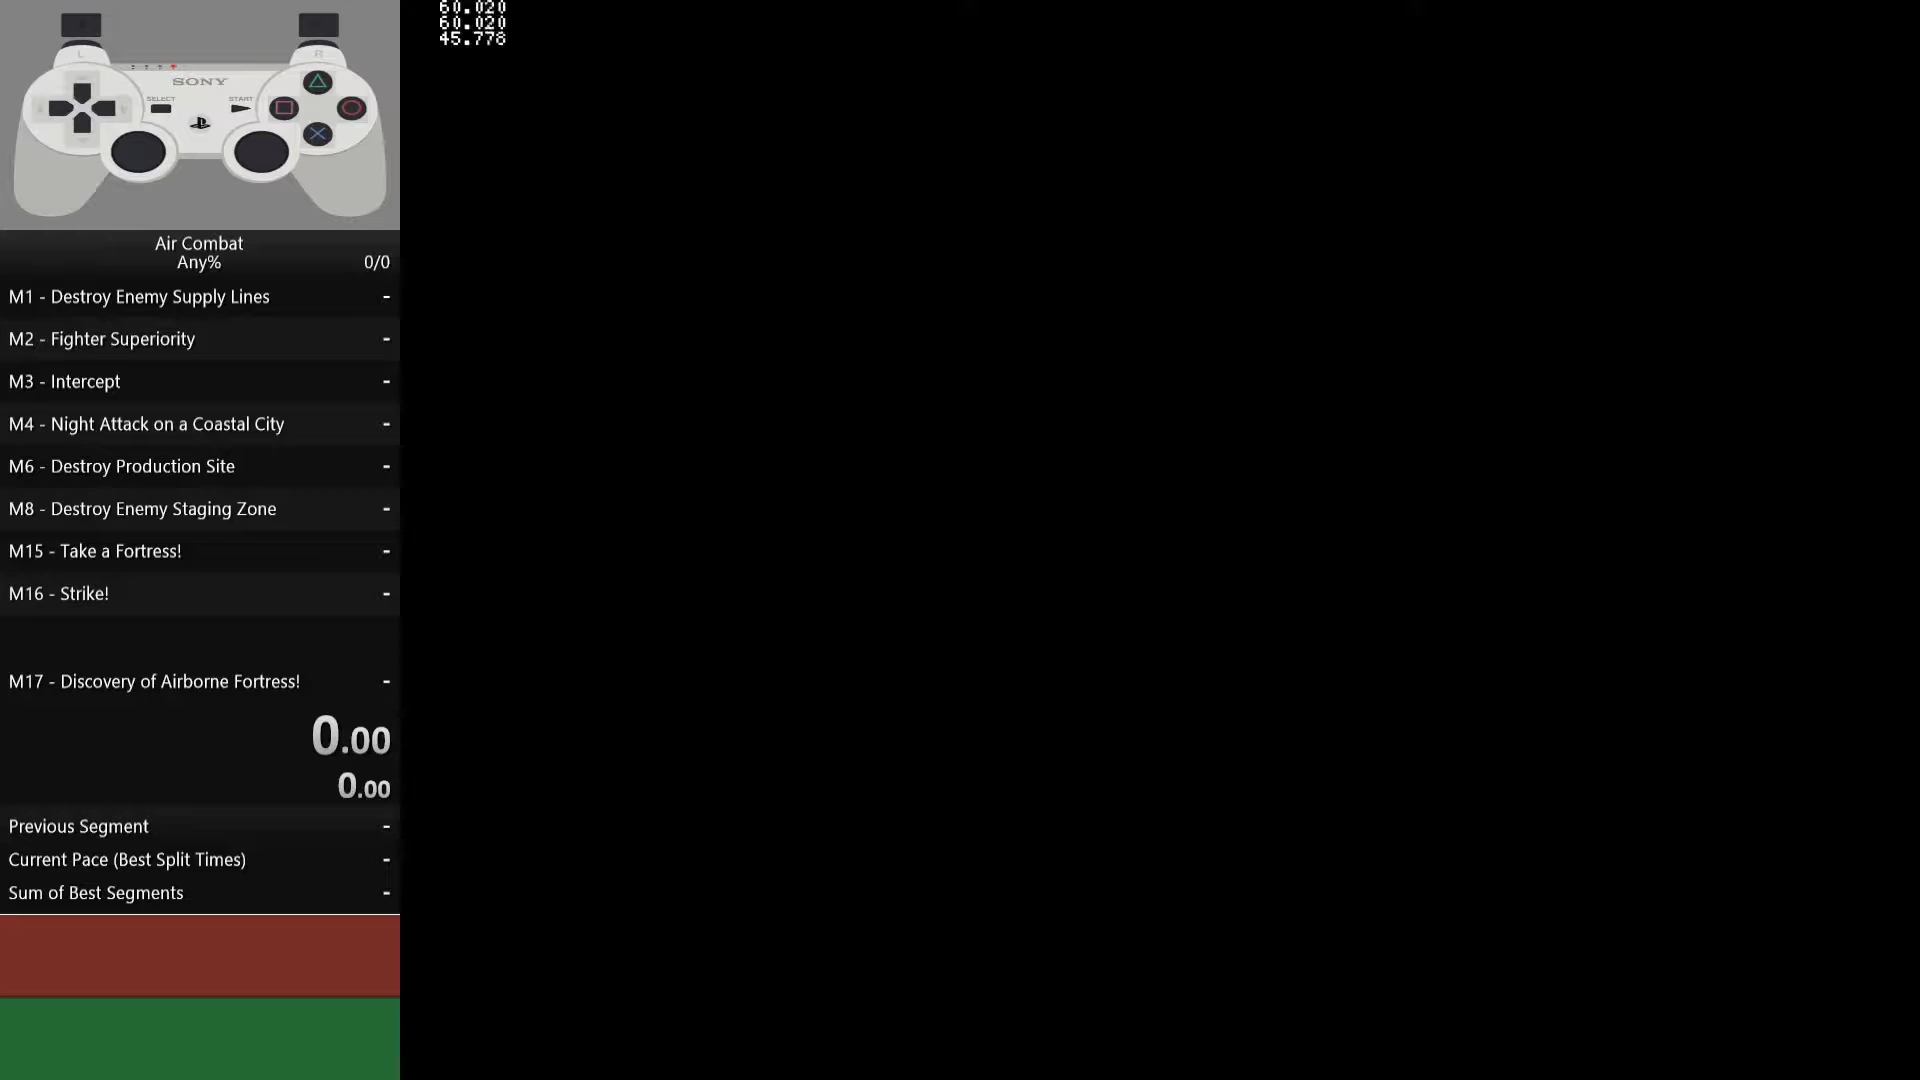 60.020
60.020
45.778
L
R
SONY
SELECT
START
Air Combat
Any% 0/0
M1 - Destroy Enemy Supply Lines -
M2 - Fighter Superiority -
M3 - Intercept -
M4 - Night Attack on a Coastal City -
M6 - Destroy Production Site -
M8 - Destroy Enemy Staging Zone -
M15 - Take a Fortress! -
M16 - Strike! -
M17 - Discovery of Airborne Fortress! -
0.00
0.00
Previous Segment -
Current Pace (Best Split Times) -
Sum of Best Segments -